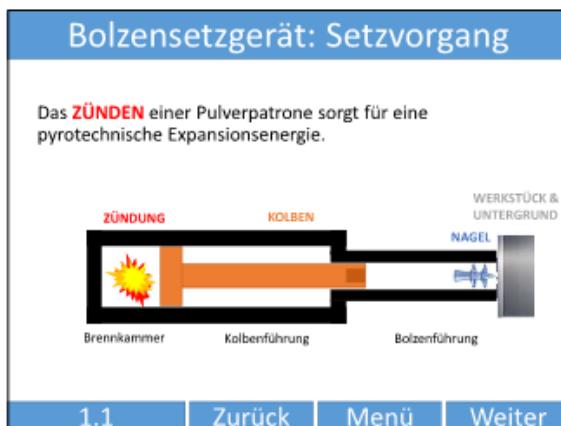 Bolzensetzgerät: Setzvorgang
Das ZÜNDEN einer Pulverpatrone sorgt für eine
pyrotechnische Expansionsenergie.
WERKSTÜCK &
UNTERGRUND
ZÜNDUNG
KOLBEN
NAGEL
Brennkammer
Kolbenführung
Bolzenführung
1.1
Zurück
Menü
Weiter